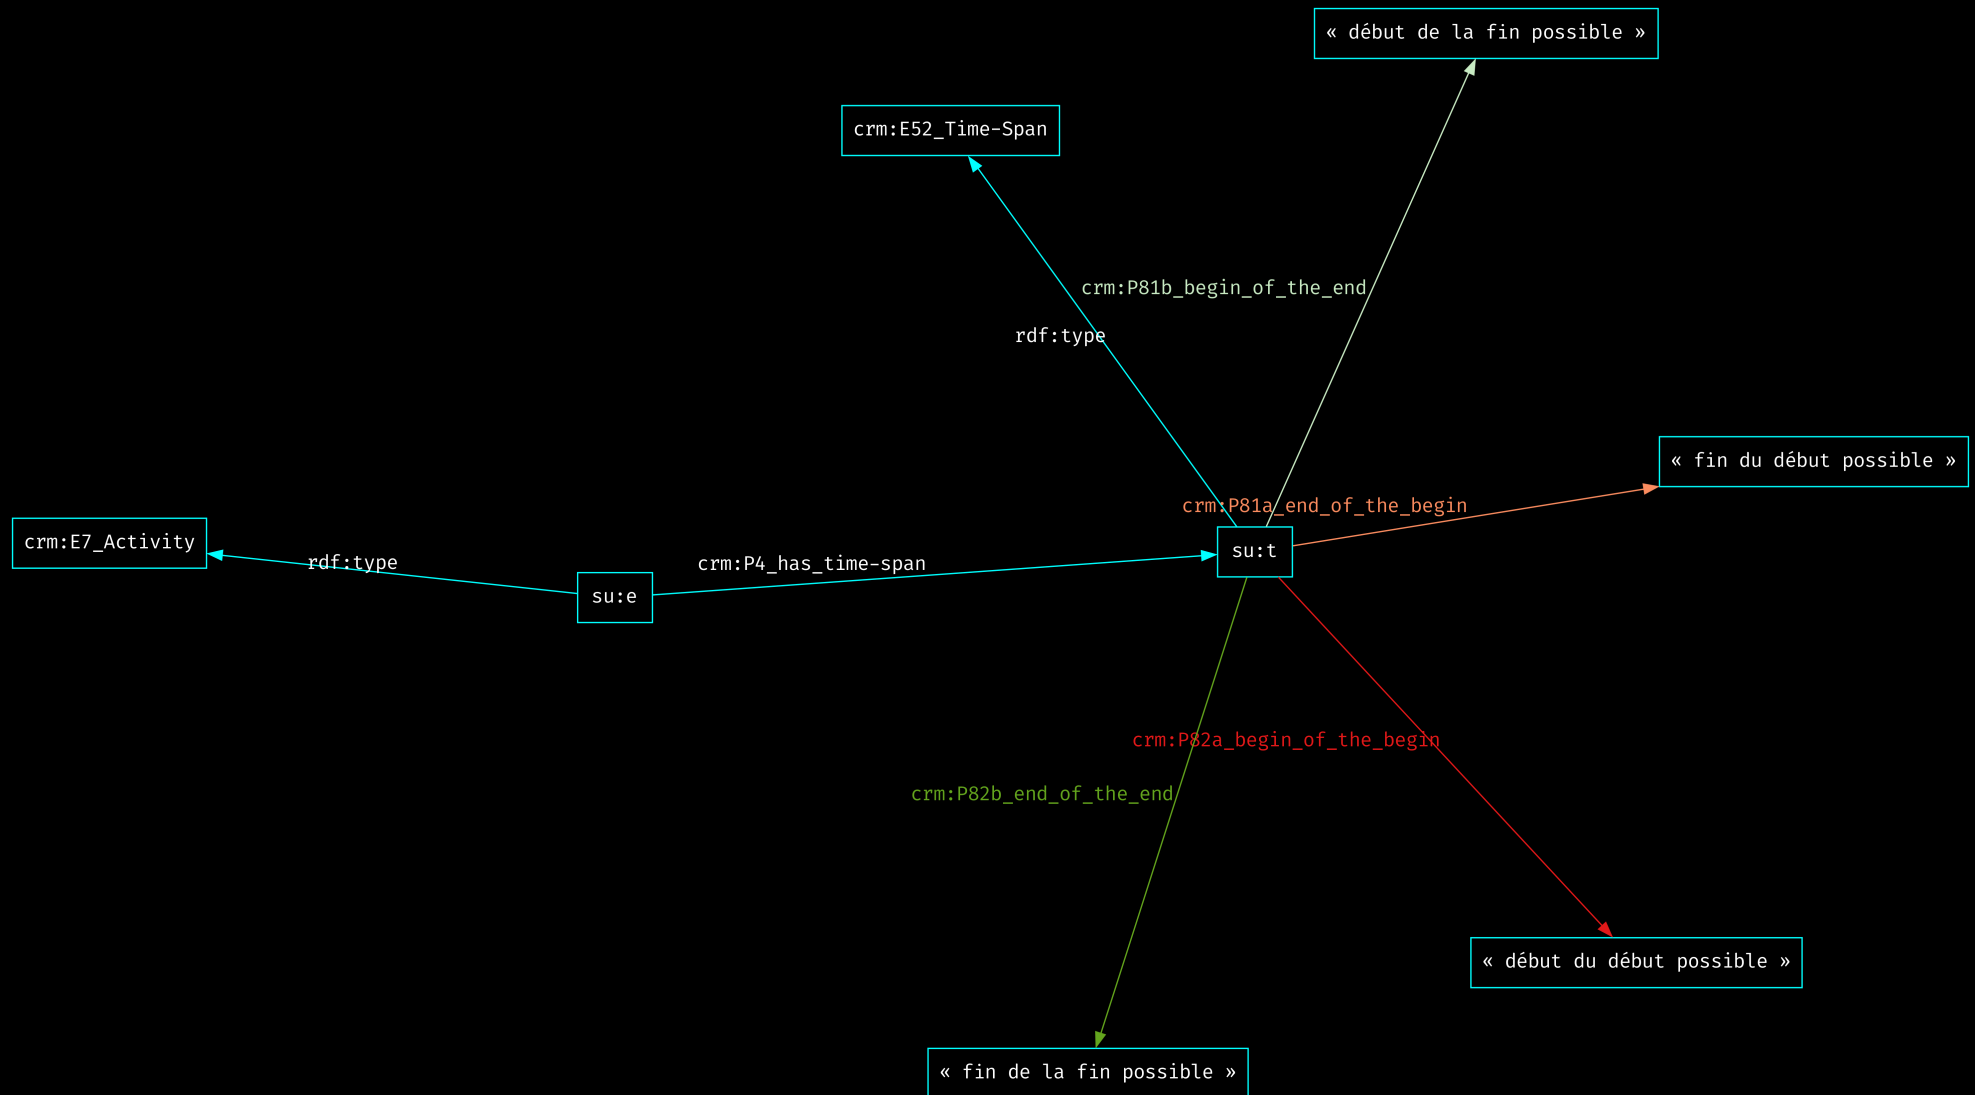 « début de la fin possible »
crm:E52_Time-Span
crm:P81b_begin_of_the_end
rdf:type
« fin du début possible »
crm:P81a_end_of_the_begin
crm:E7_Activity
rdf:type
crm:P4_has_time-span
su:t
su:e
crm:P82a_begin_of_the_begin
crm:P82b_end_of_the_end
« début du début possible »
« fin de la fin possible »